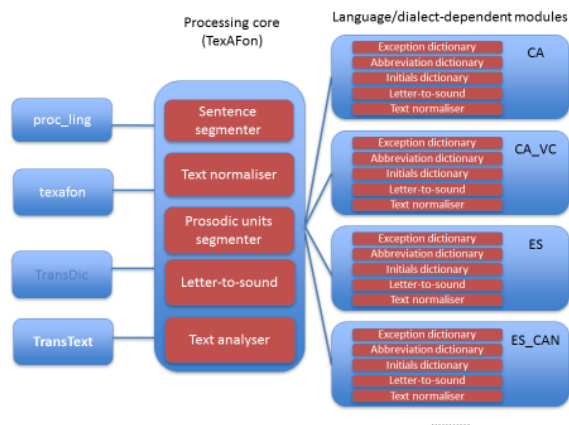 Processing core
(TexAFon)
Language/dialect-dependent modules
proc_ling
texafon
TransDic
TransText
Sentence
segmenter
Text normaliser
Prosodic units
segmenter
Letter-to-sound
Text analyser
CA
Exception dictionary
Abbreviation dictionary
Initials dictionary
Letter-to-sound
Text normaliser
CA_VC
Exception dictionary
Abbreviation dictionary
Initials dictionary
Letter-to-sound
Text normaliser
ES
Exception dictionary
Abbreviation dictionary
Initials dictionary
Letter-to-sound
Text normaliser
ES_CAN
Exception dictionary
Abbreviation dictionary
Initials dictionary
Letter-to-sound
Text normaliser